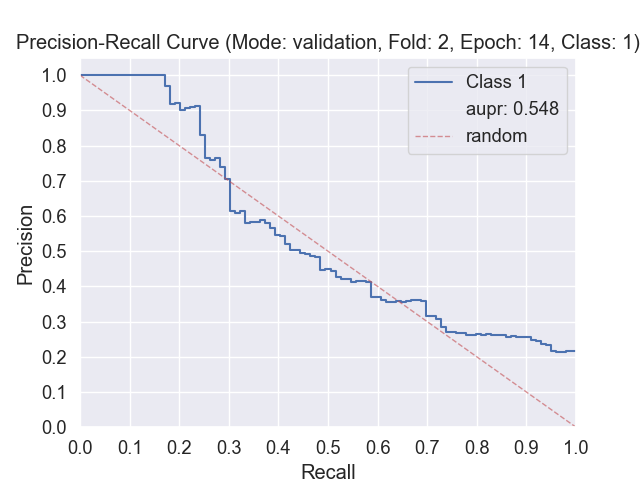 Precision-Recall Curve (Mode: validation, Fold: 2, Epoch: 14, Class: 1)
Class 1
aupr: 0.548
random
Precision
1.0
0.9
0.8
0.7
0.6
0.5
0.4
0.3
0.2
0.1
0.0
0.0 0.1 0.2 0.3 0.4 0.5 0.6 0.7 0.8 0.9 1.0
Recall